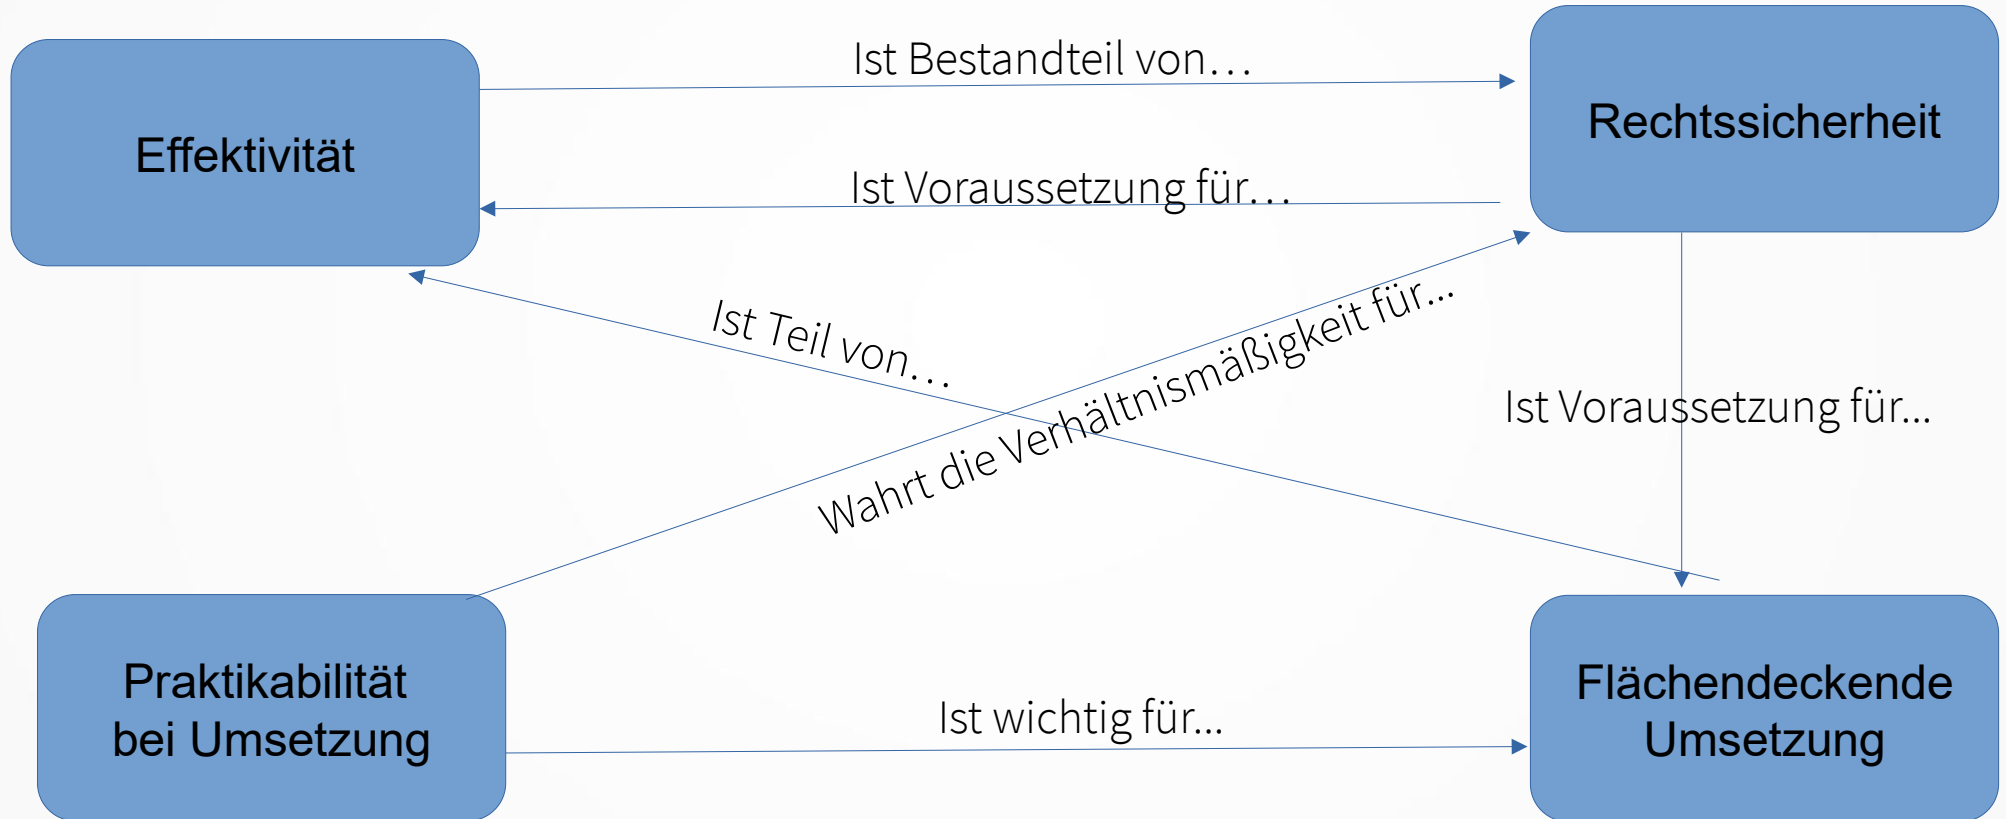 Ist Bestandteil von…
Rechtssicherheit
Effektivität
Ist Voraussetzung für…
Ist Teil von…
Wahrt die Verhältnismäßigkeit für...
Ist Voraussetzung für...
Praktikabilität
bei Umsetzung
Ist wichtig für...
Flächendeckende
Umsetzung